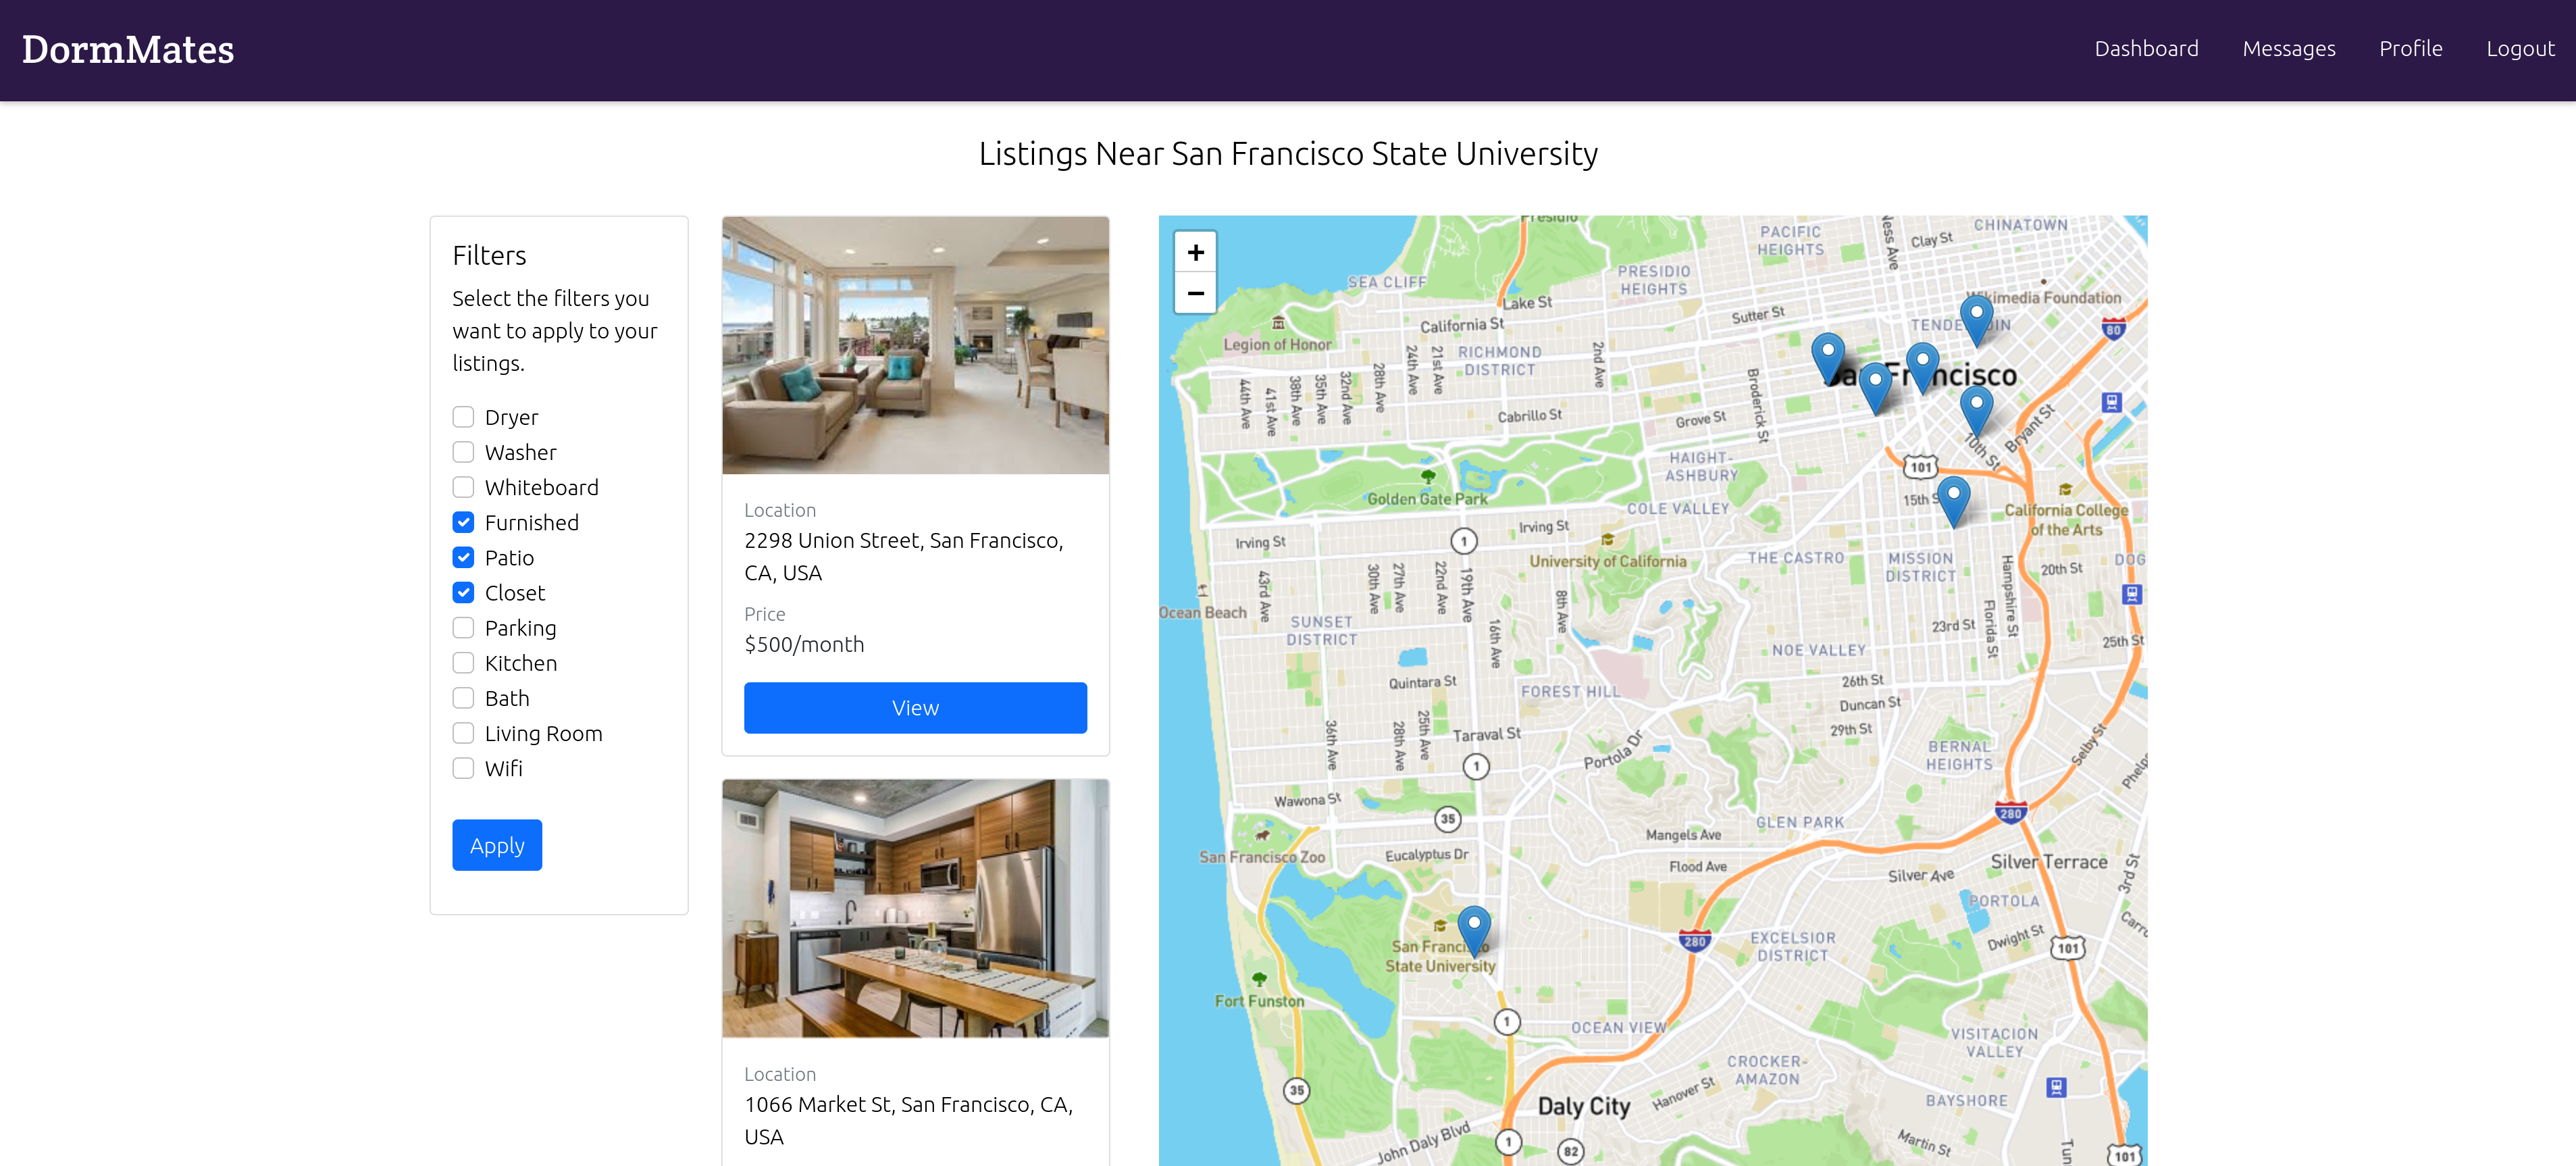 DormMates
Dashboard
Messages
Profile
Logout
Listings Near San Francisco State University
Filters
Select the filters you
want to apply to your
listings.
Dryer
Washer
Whiteboard
Furnished
Patio
Closet
Parking
Kitchen
Bath
Living Room
Wifi
Apply
Location
2298 Union Street, San Francisco,
CA, USA
Price
$500/month
View
Location
1066 Market St, San Francisco, CA,
USA
+
−
Presidio
CHINATOWN
PACIFIC
HEIGHTS
Clay St
PRESIDIO
HEIGHTS
SEA CLIFF
Lake St
Wikimedia Foundation
California St
Sutter St
80
Legion of Honor
RICHMOND
DISTRICT
2nd Ave
44th Ave
41st Ave
38th Ave
35th Ave
32nd Ave
28th Ave
24th Ave
21st Ave
Broderick St
Cabrillo St
Grove St
10th St
Bryant St
HAIGHT-
ASHBURY
101
Golden Gate Park
COLE VALLEY
California College
of the Arts
Irving St
Irving St
1
University of California
THE CASTRO
MISSION
DISTRICT
20th St
Hampshire St
Florida St
43rd Ave
30th Ave
27th Ave
22nd Ave
19th Ave
8th Ave
16th Ave
Ocean Beach
SUNSET
DISTRICT
23rd St
25th St
NOE VALLEY
Quintara St
FOREST HILL
26th St
Duncan St
29th St
36th Ave
28th Ave
25th Ave
Taraval St
Portola Dr
BERNAL
HEIGHTS
Selby St
1
Wawona St
35
280
GLEN PARK
Mangels Ave
San Francisco Zoo
Eucalyptus Dr
Flood Ave
Silver Terrace
Silver Ave
3rd St
PORTOLA
San Francisco
State University
280
EXCELSIOR
DISTRICT
Dwight St
101
Fort Funston
1
OCEAN VIEW
VISITACION
VALLEY
CROCKER-
AMAZON
35
Hanover St
Daly City
BAYSHORE
John Daly Blvd
1
82
Martin St
101